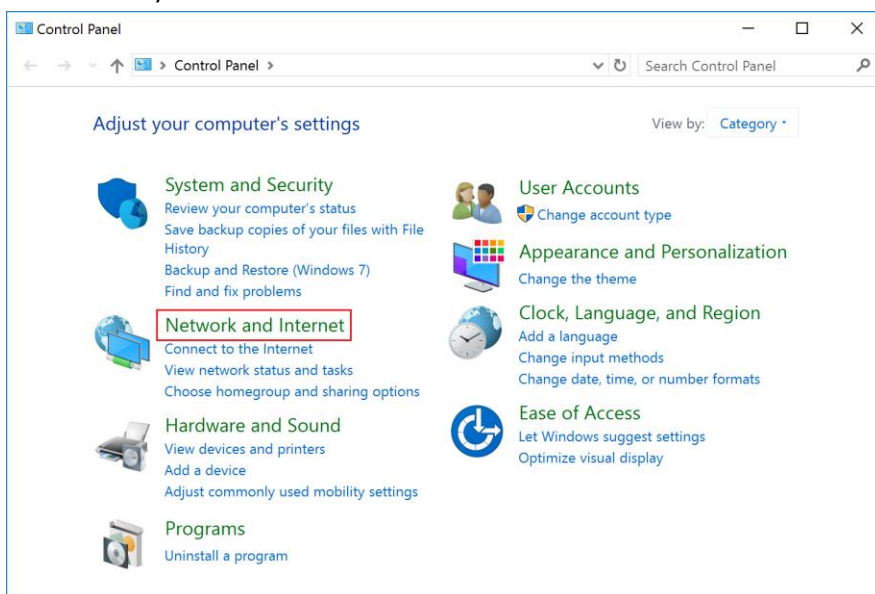 Control Panel
Control Panel
Search Control Panel
Adjust your computer's settings
View by: Category
System and Security
Review your computer's status
Save backup copies of your files with File
History
Backup and Restore (Windows 7)
Find and fix problems
Network and Internet
Connect to the Internet
View network status and tasks
Choose homegroup and sharing options
Hardware and Sound
View devices and printers
Add a device
Adjust commonly used mobility settings
Programs
Uninstall a program
User Accounts
Change account type
Appearance and Personalization
Change the theme
Clock, Language, and Region
Add a language
Change input methods
Change date, time, or number formats
Ease of Access
Let Windows suggest settings
Optimize visual display